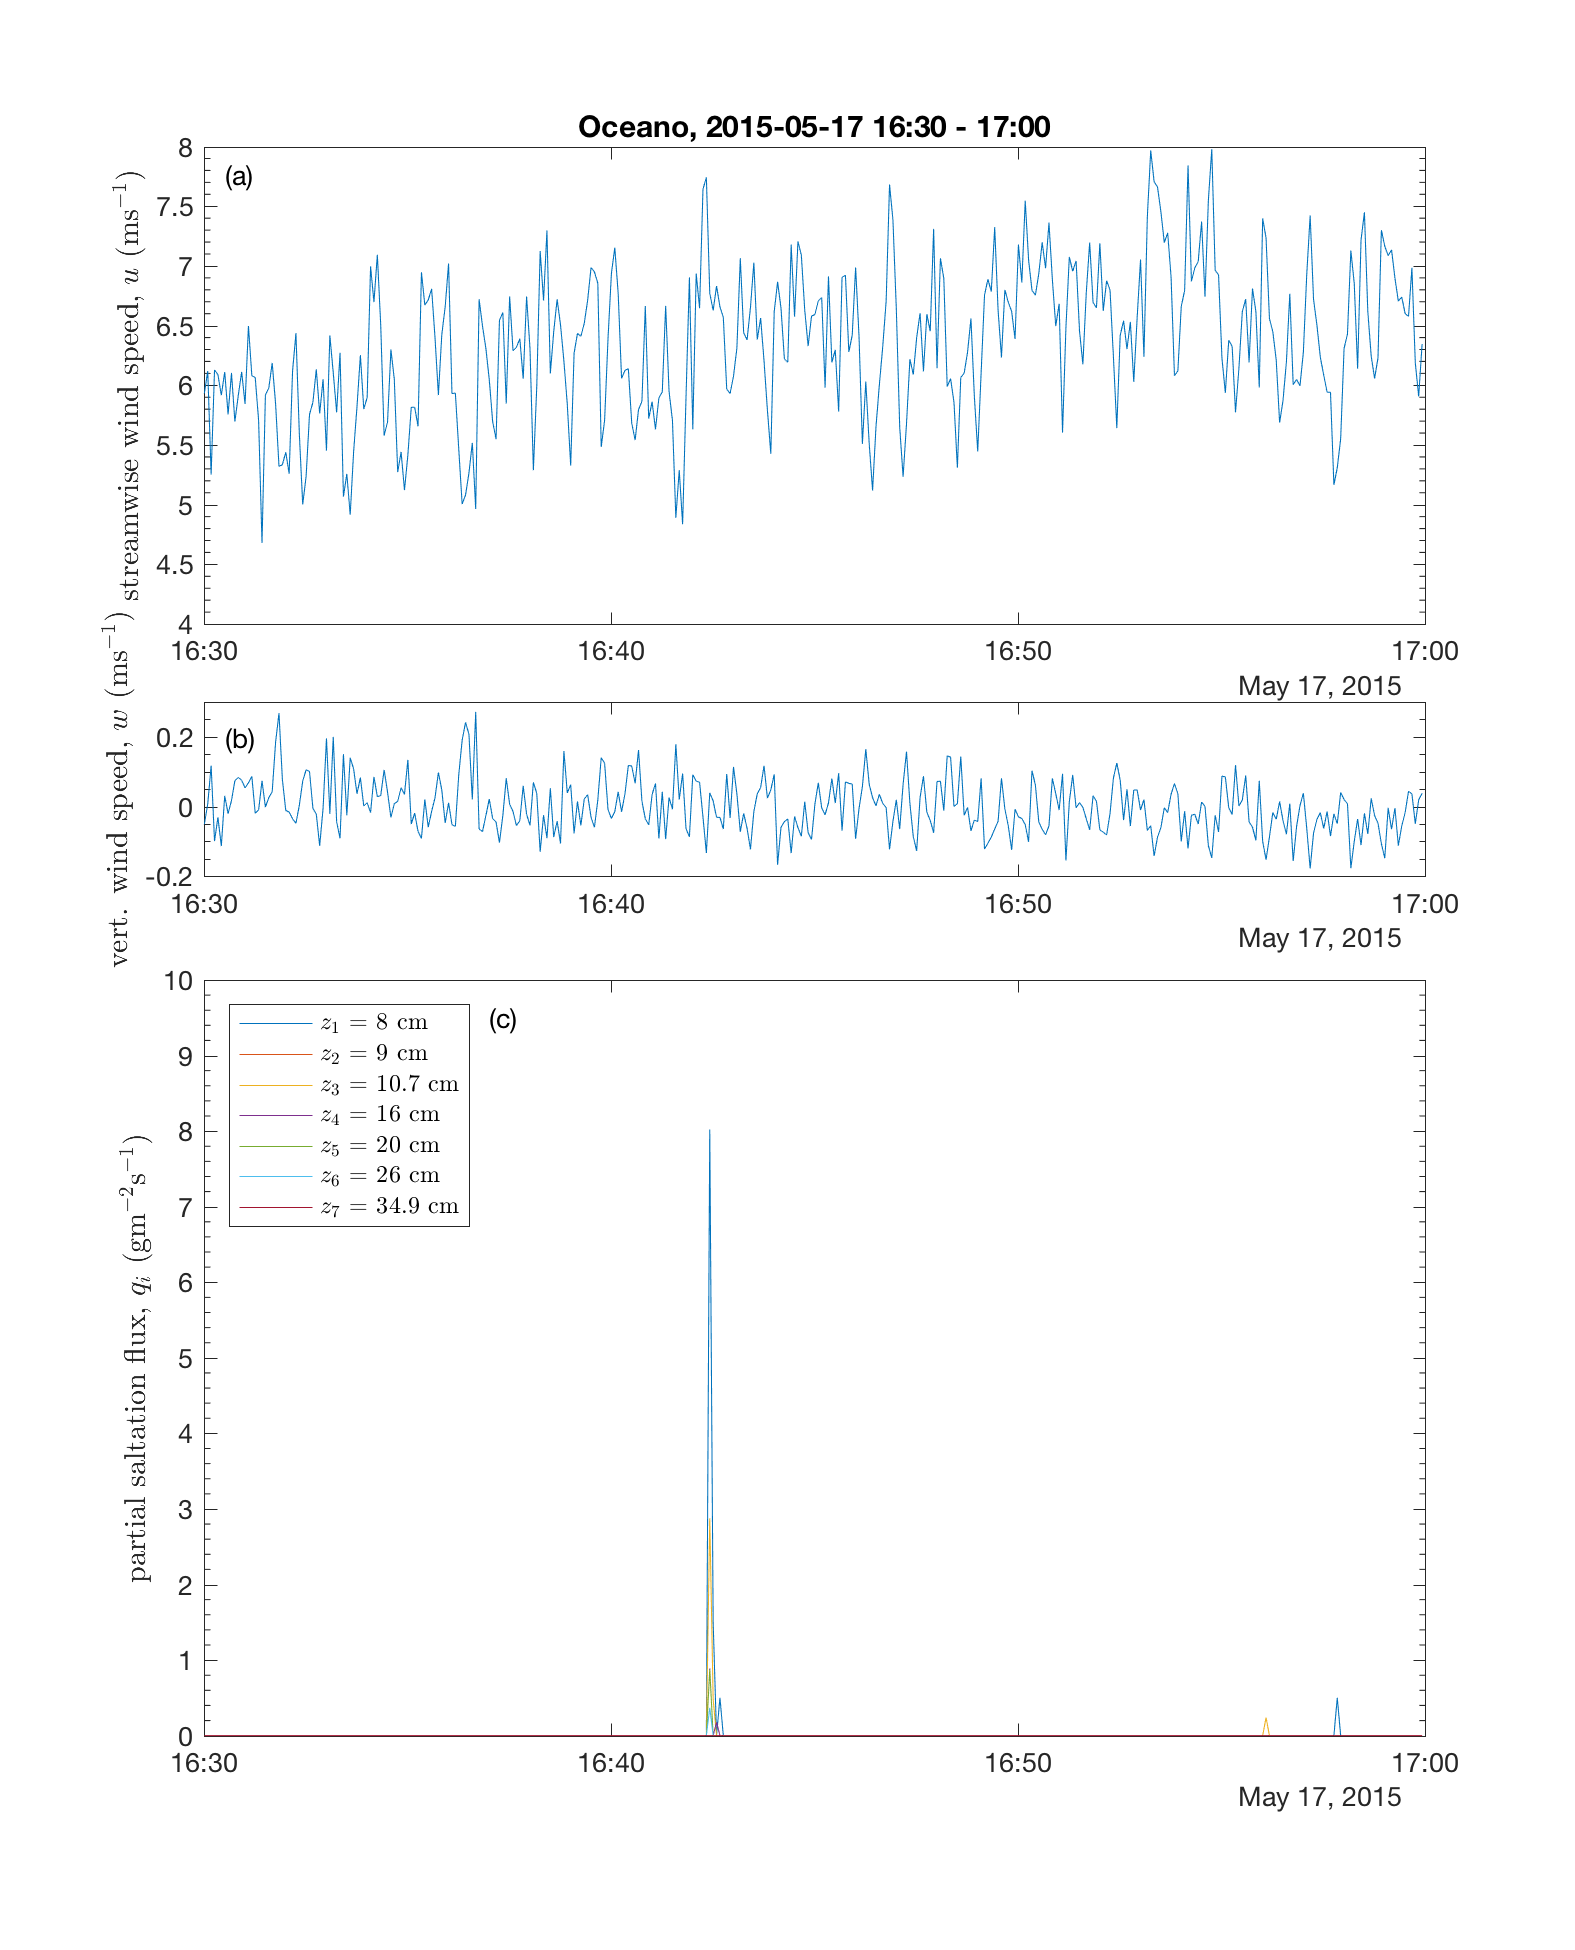 Oceano, 2015-05-17 16:30 - 17:00
(a)
streamwise wind speed, u (ms⁻¹)
8
7.5
7
6.5
6
5.5
5
4.5
4
16:30 16:40 16:50 17:00
May 17, 2015
(b)
vert. wind speed, w (ms⁻¹)
0.2
0
-0.2
16:30 16:40 16:50 17:00
May 17, 2015
(c)
partial saltation flux, qᵢ (gm⁻²s⁻¹)
10
9
8
7
6
5
4
3
2
1
0
z₁ = 8 cm
z₂ = 9 cm
z₃ = 10.7 cm
z₄ = 16 cm
z₅ = 20 cm
z₆ = 26 cm
z₇ = 34.9 cm
16:30 16:40 16:50 17:00
May 17, 2015